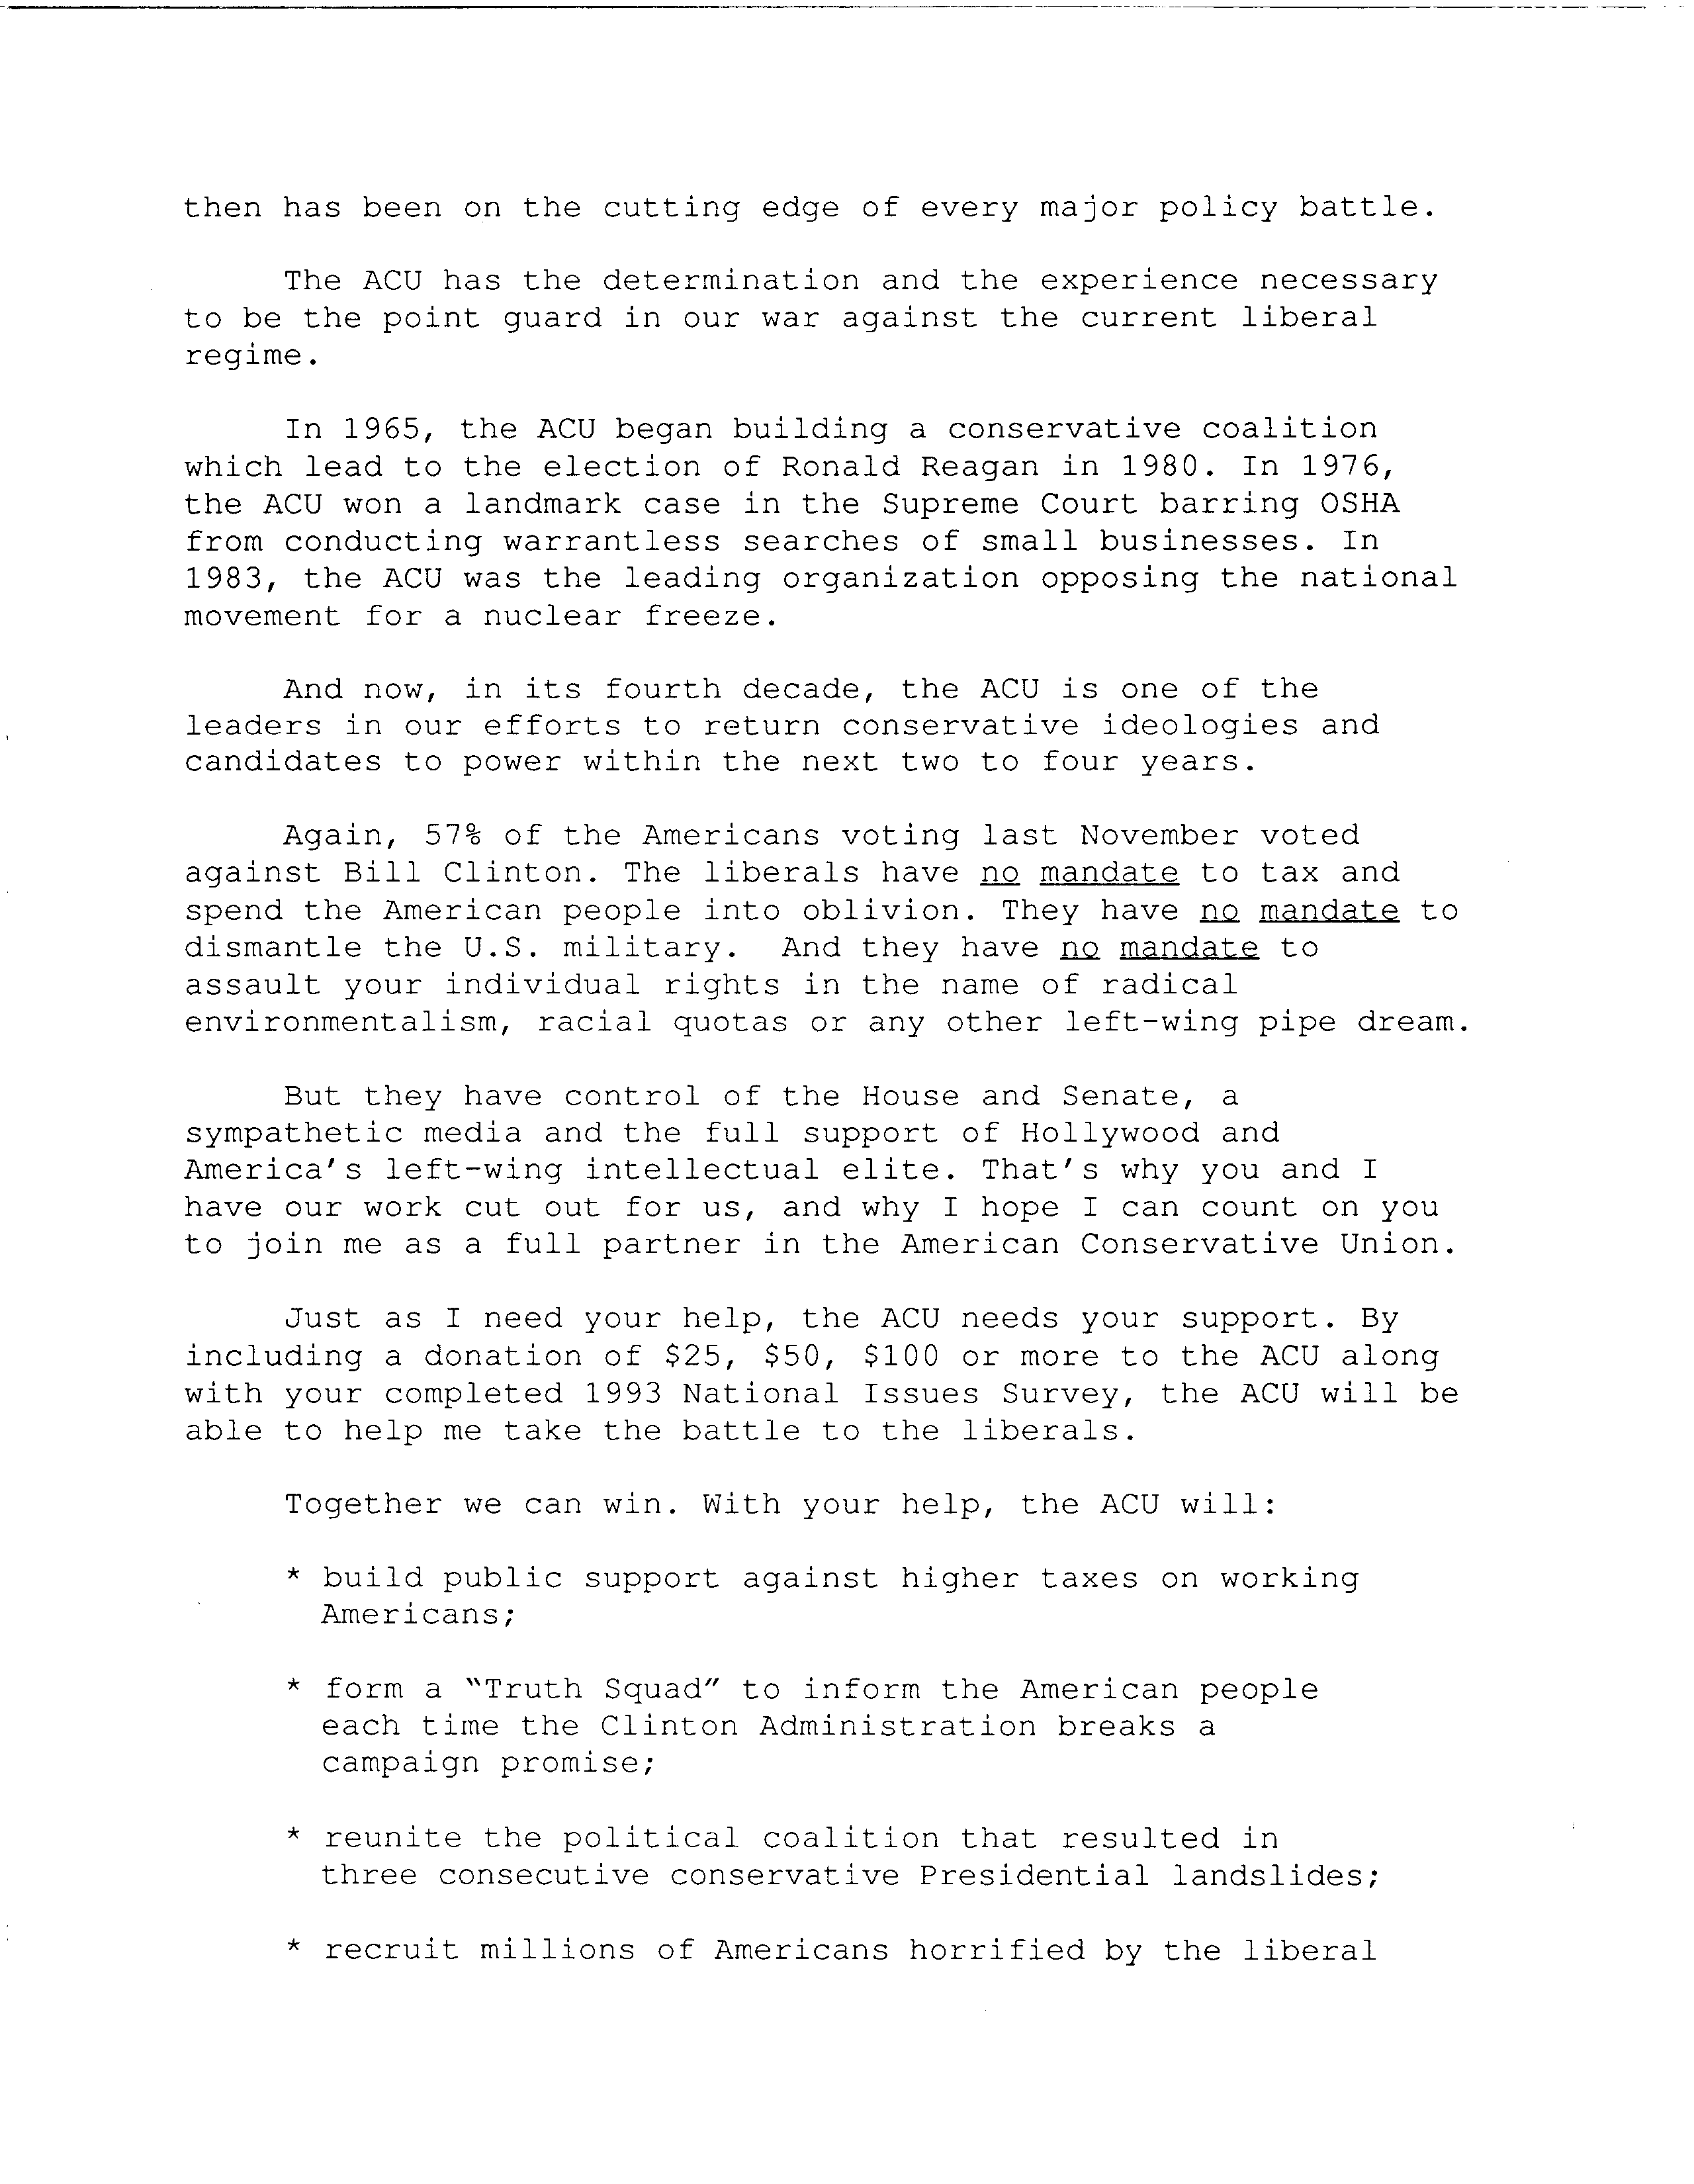 then has been on the cutting edge of every major policy battle.
The ACU has the determination and the experience necessary
to be the point guard in our war against the current liberal
regime.
In 1965, the ACU began building a conservative coalition
which lead to the election of Ronald Reagan in 1980. In 1976,
the ACU won a landmark case in the Supreme Court barring OSHA
from conducting warrantless searches of small businesses. In
1983, the ACU was the leading organization opposing the national
movement for a nuclear freeze.
And now, in its fourth decade, the ACU is one of the
leaders in our efforts to return conservative ideologies and
candidates to power within the next two to four years.
Again, 57% of the Americans voting last November voted
against Bill Clinton. The liberals have no mandate to tax and
spend the American people into oblivion. They have no mandate to
dismantle the U.S. military.  And they have no mandate to
assault your individual rights in the name of radical
environmentalism, racial quotas or any other left-wing pipe dream.
But they have control of the House and Senate, a
sympathetic media and the full support of Hollywood and
America's left-wing intellectual elite. That's why you and I
have our work cut out for us, and why I hope I can count on you
to join me as a full partner in the American Conservative Union.
Just as I need your help, the ACU needs your support. By
including a donation of $25, $50, $100 or more to the ACU along
with your completed 1993 National Issues Survey, the ACU will be
able to help me take the battle to the liberals.
Together we can win. With your help, the ACU will:
* build public support against higher taxes on working
Americans;
* form a "Truth Squad" to inform the American people
each time the Clinton Administration breaks a
campaign promise;
* reunite the political coalition that resulted in
three consecutive conservative Presidential landslides;
* recruit millions of Americans horrified by the liberal